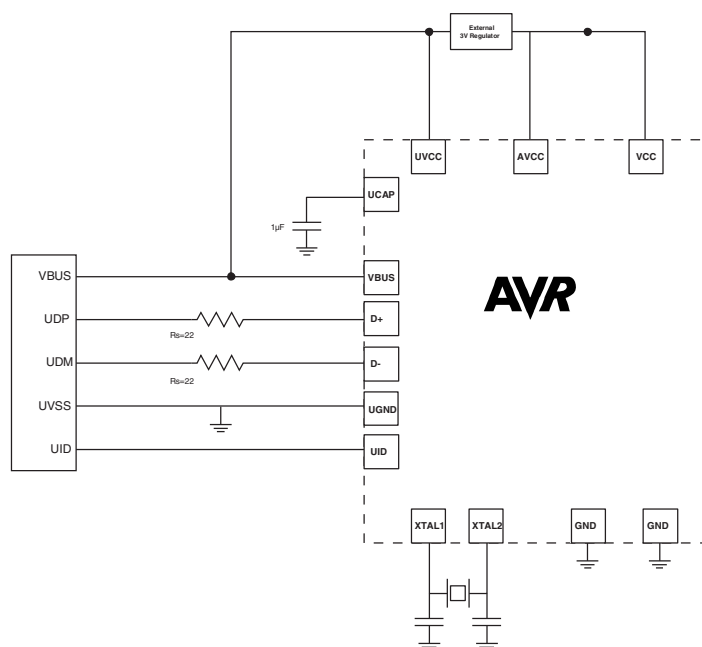 External
3V Regulator
UVCC
AVCC
VCC
UCAP
1µF
VBUS
VBUS
UDP
Rs=22
D+
UDM
Rs=22
D-
UVSS
UGND
UID
UID
AVR
XTAL1
XTAL2
GND
GND